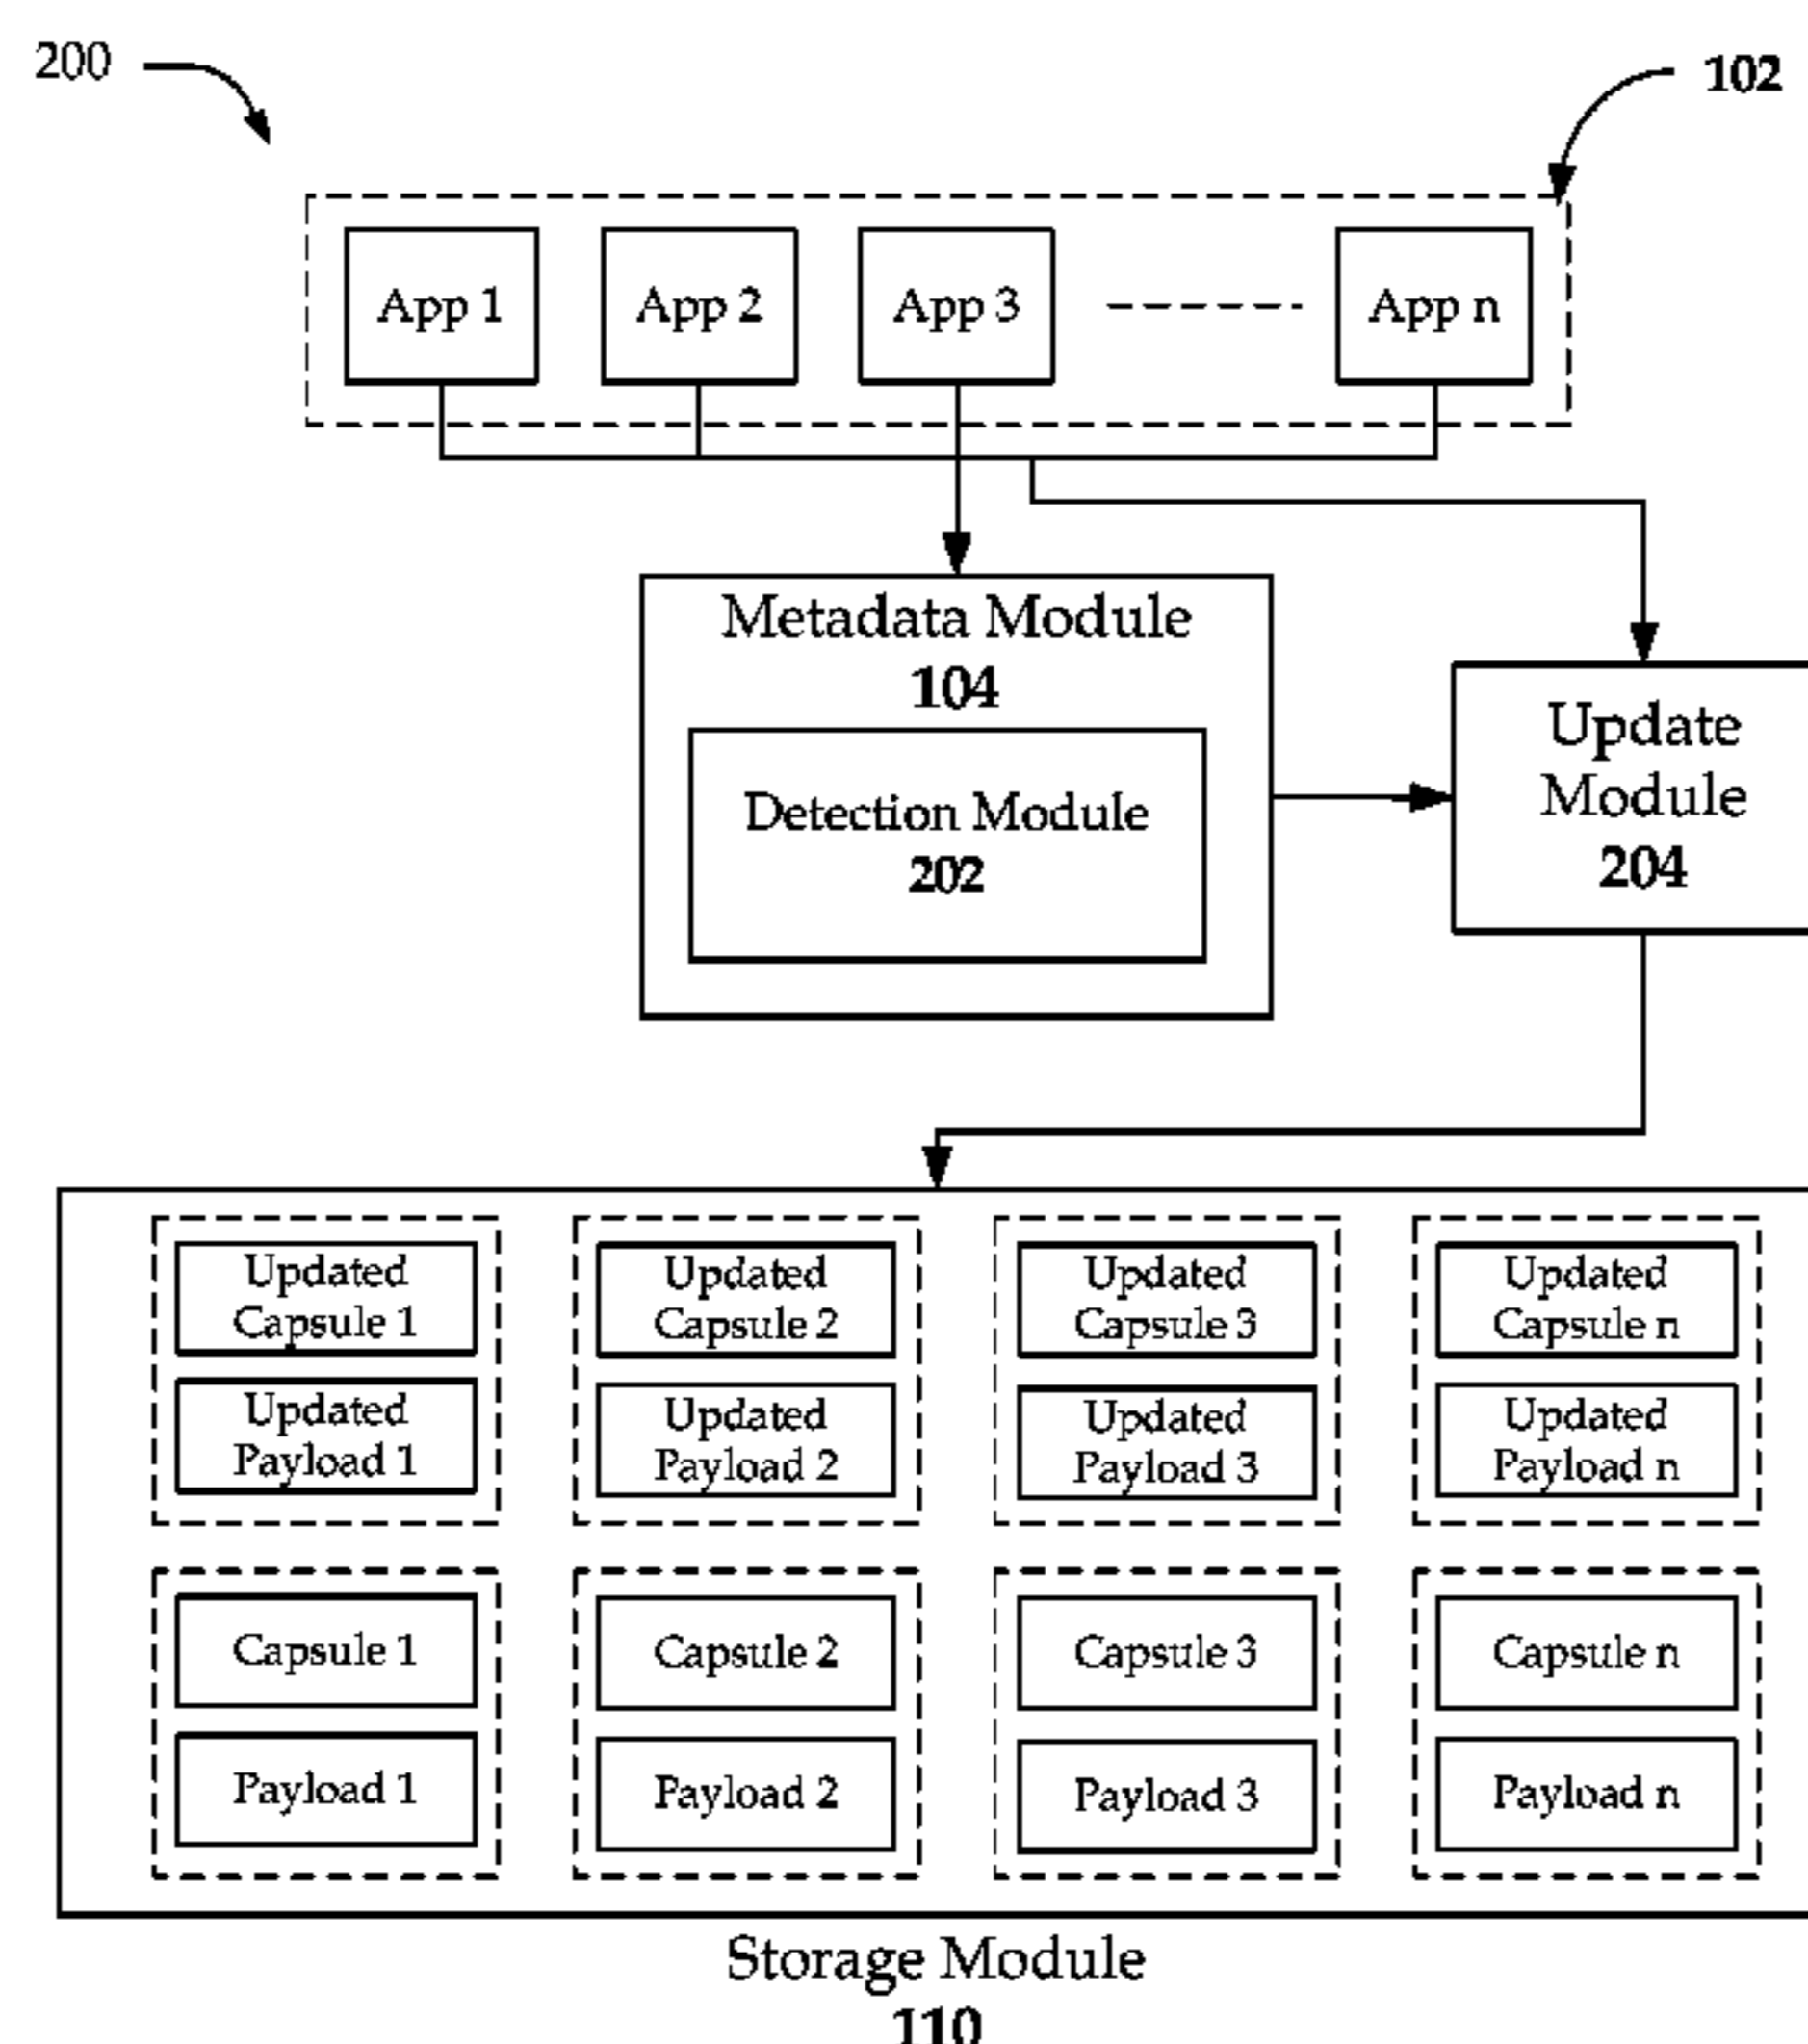 200
102
App 1
App 2
App 3
App n
Metadata Module
104
Detection Module
202
Update
Module
204
Updated
Capsule 1
Updated
Capsule 2
Updated
Capsule 3
Updated
Capsule n
Updated
Payload 1
Updated
Payload 2
Updated
Payload 3
Updated
Payload n
Capsule 1
Capsule 2
Capsule 3
Capsule n
Payload 1
Payload 2
Payload 3
Payload n
Storage Module
110